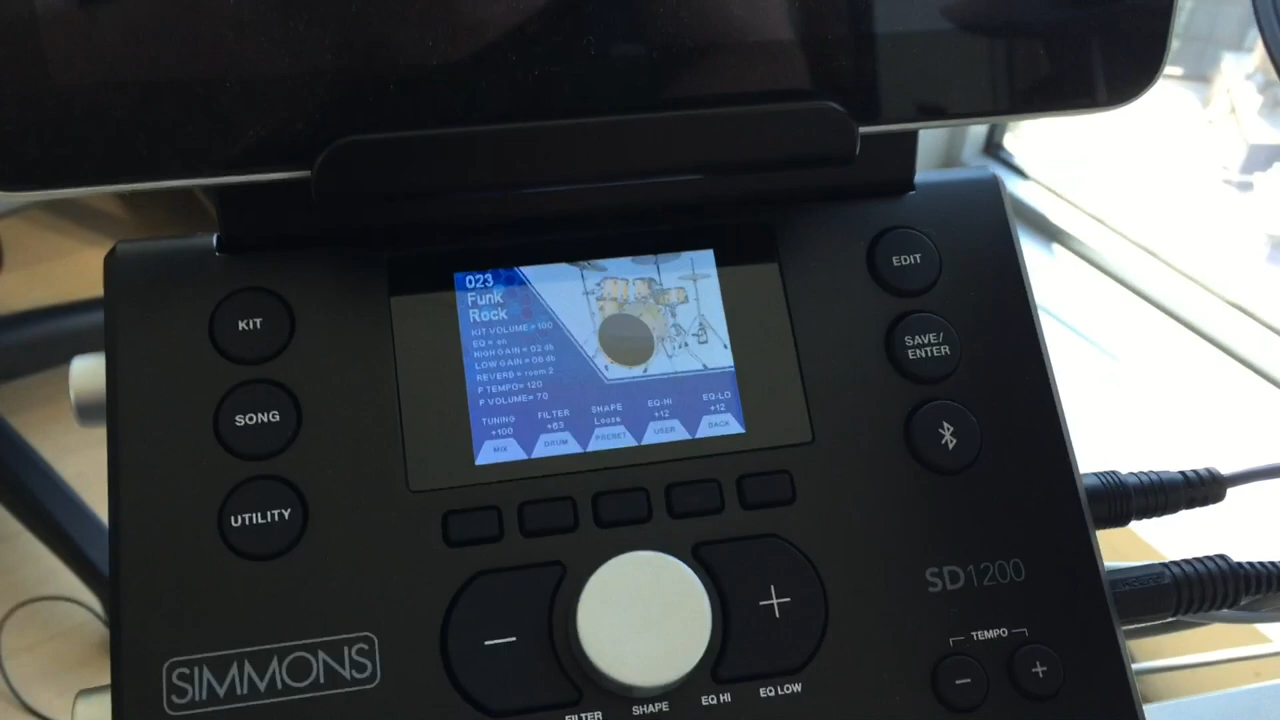 023
Funk
Rock
KIT-VOLUME=100
EQ = on
HIGH GAIN = 02 db
LOW GAIN = 06 db
REVERB = room 2
P TEMPO= 120
P VOLUME= 70
TUNING FILTER SHAPE EQ-HI EQ-LO
+100 +63 Loose +12 +12
MIX DRUM PRESET USER BACK
KIT
SONG
UTILITY
EDIT
SAVE/
ENTER
SD1200
TEMPO
− +
− +
SIMMONS
FILTER SHAPE EQ HI EQ LOW